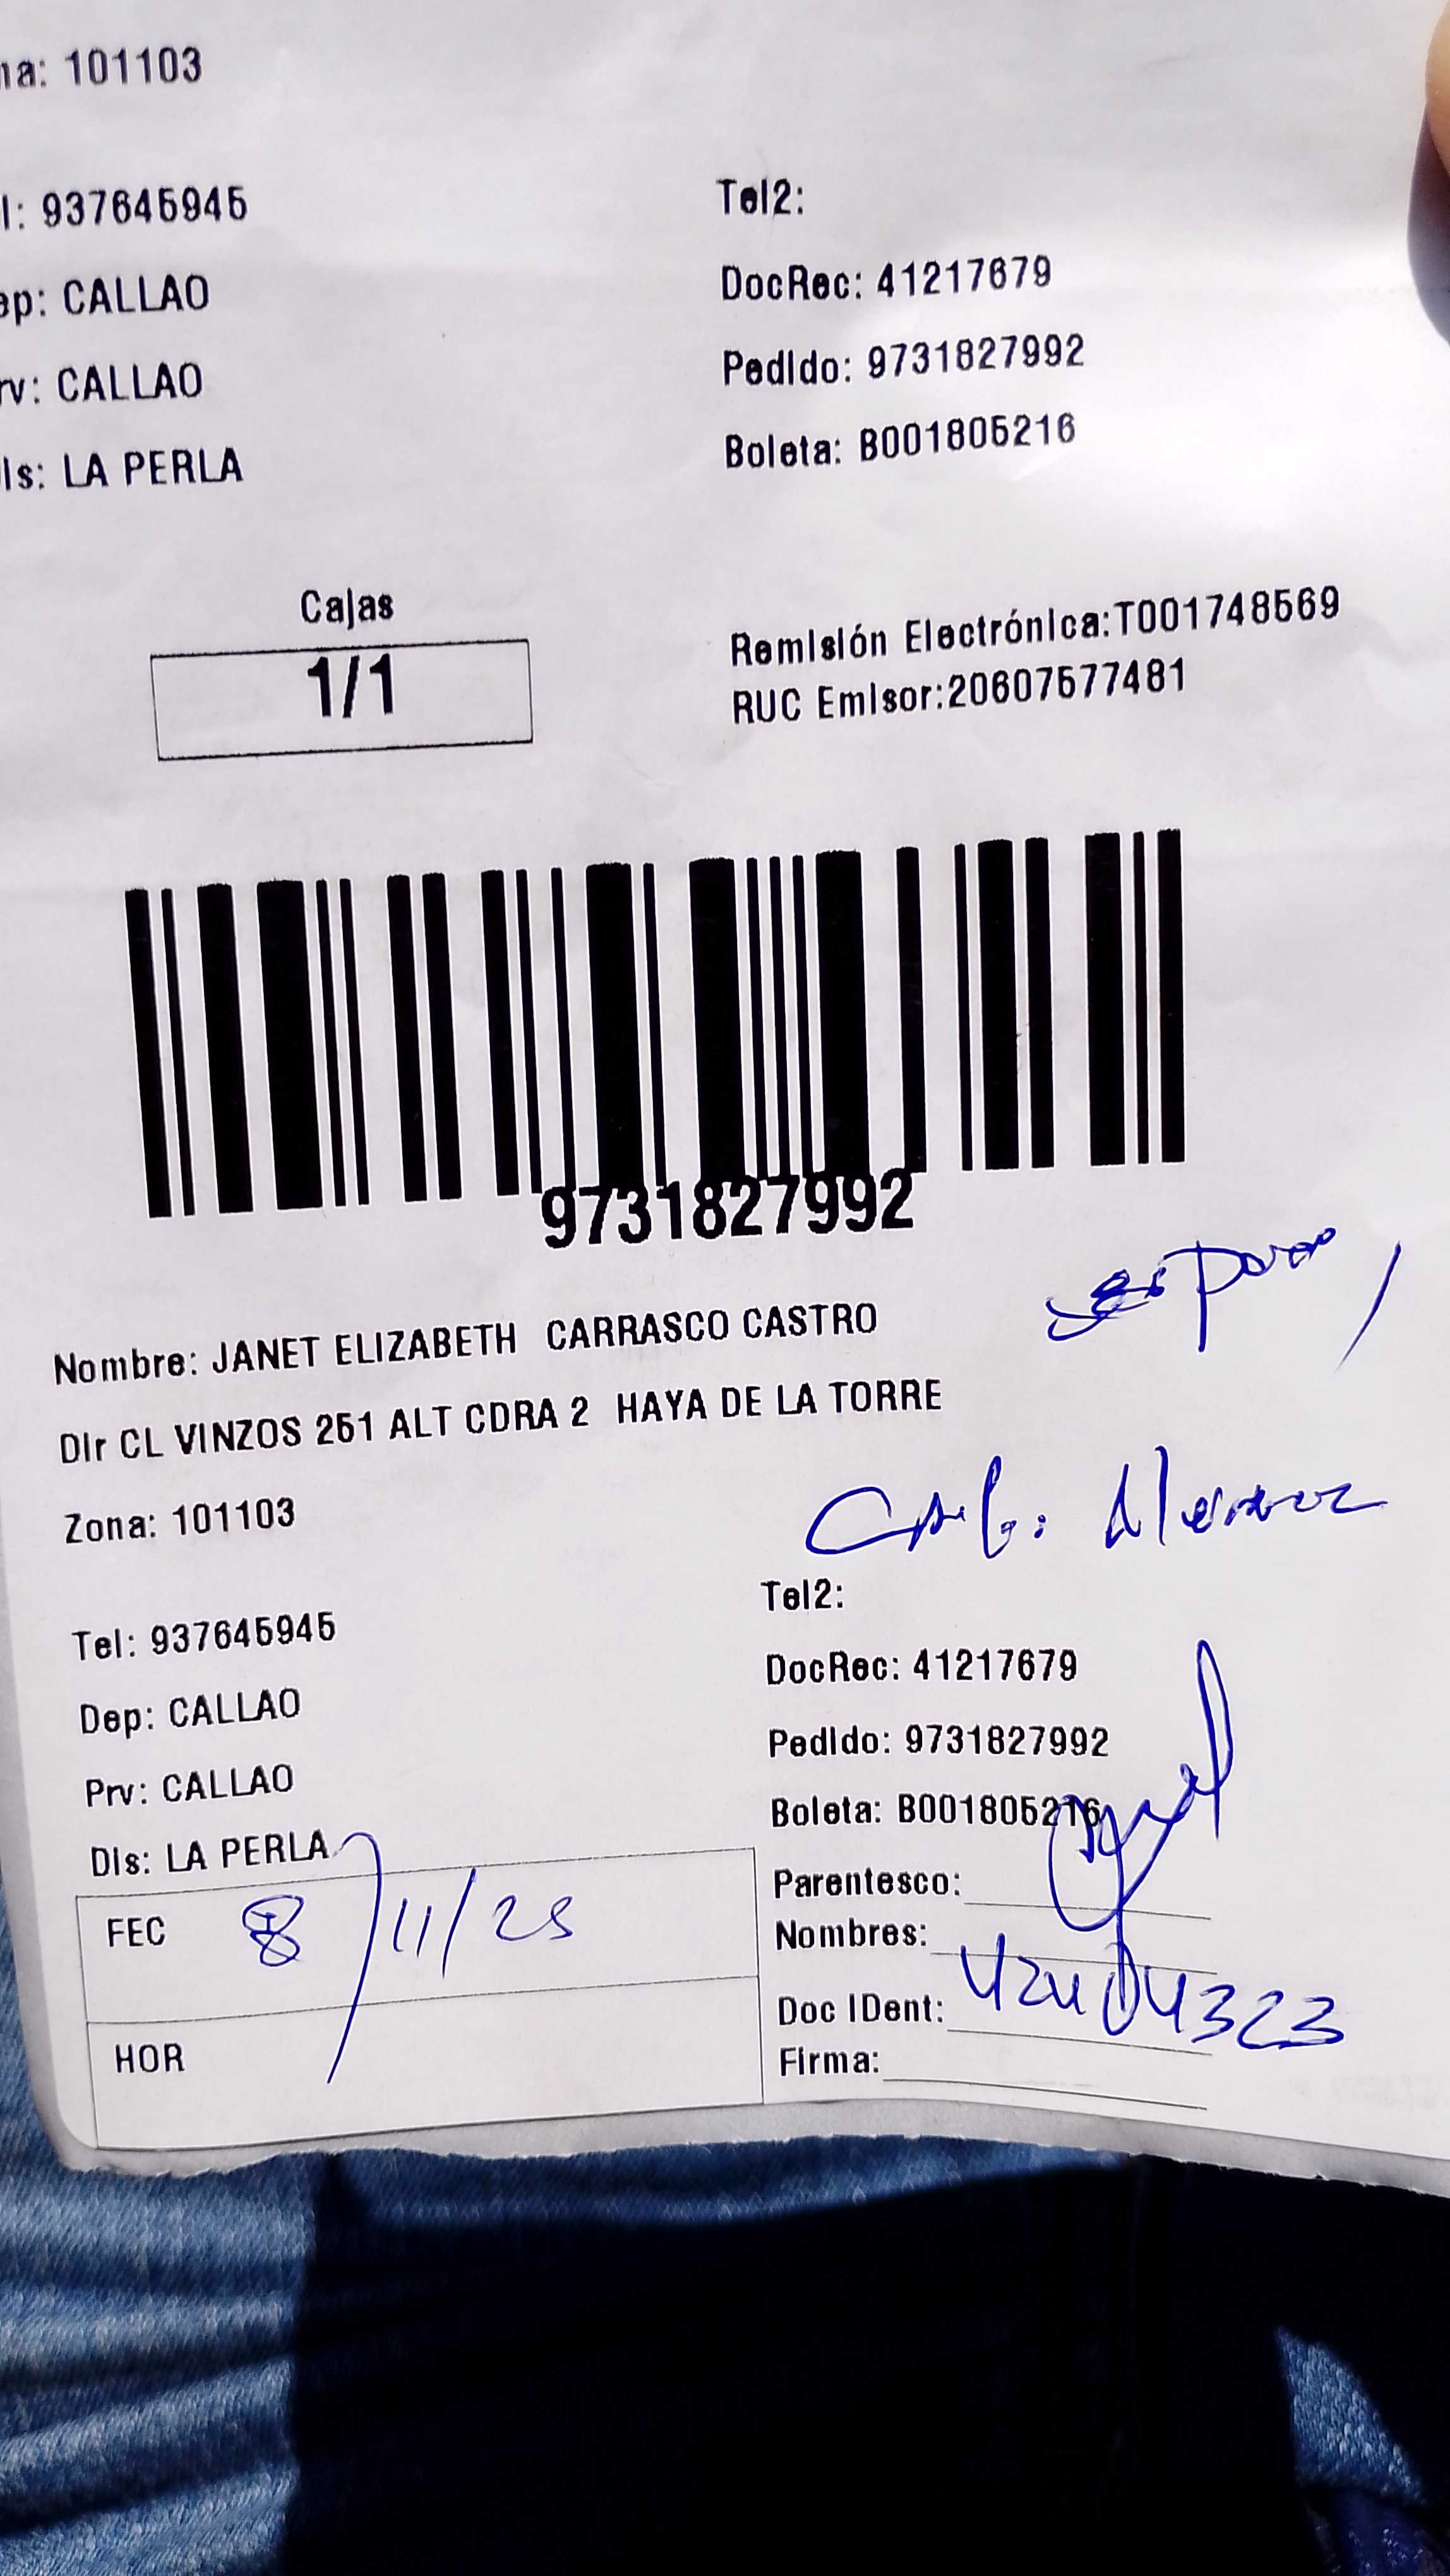 na: 101103
l: 937645945
Tel2:
ep: CALLAO
DocRec: 41217679
rv: CALLAO
Pedido: 9731827992
is: LA PERLA
Boleta: B001805216
Cajas
1/1
Remisión Electrónica:T001748569
RUC Emisor:20607577481
9731827992
Nombre: JANET ELIZABETH CARRASCO CASTRO
Dir CL VINZOS 251 ALT CDRA 2 HAYA DE LA TORRE
Zona: 101103
Tel2:
Tel: 937645945
DocRec: 41217679
Dep: CALLAO
Pedido: 9731827992
Prv: CALLAO
Boleta: B001805216
Dis: LA PERLA
Parentesco:
FEC 8/11/25
Nombres:
Doc IDent: 42404323
HOR
Firma: